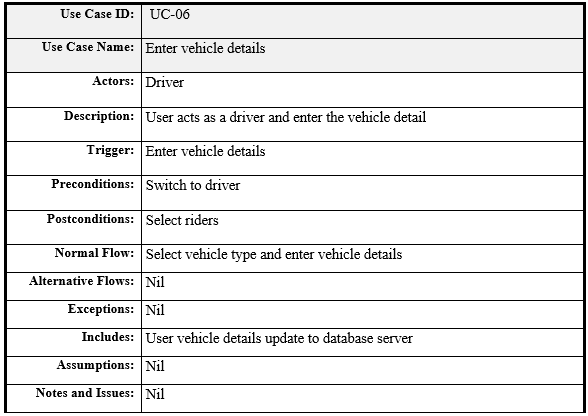 Use Case ID: UC-06
Use Case Name: Enter vehicle details
Actors: Driver
Description: User acts as a driver and enter the vehicle detail
Trigger: Enter vehicle details
Preconditions: Switch to driver
Postconditions: Select riders
Normal Flow: Select vehicle type and enter vehicle details
Alternative Flows: Nil
Exceptions: Nil
Includes: User vehicle details update to database server
Assumptions: Nil
Notes and Issues: Nil